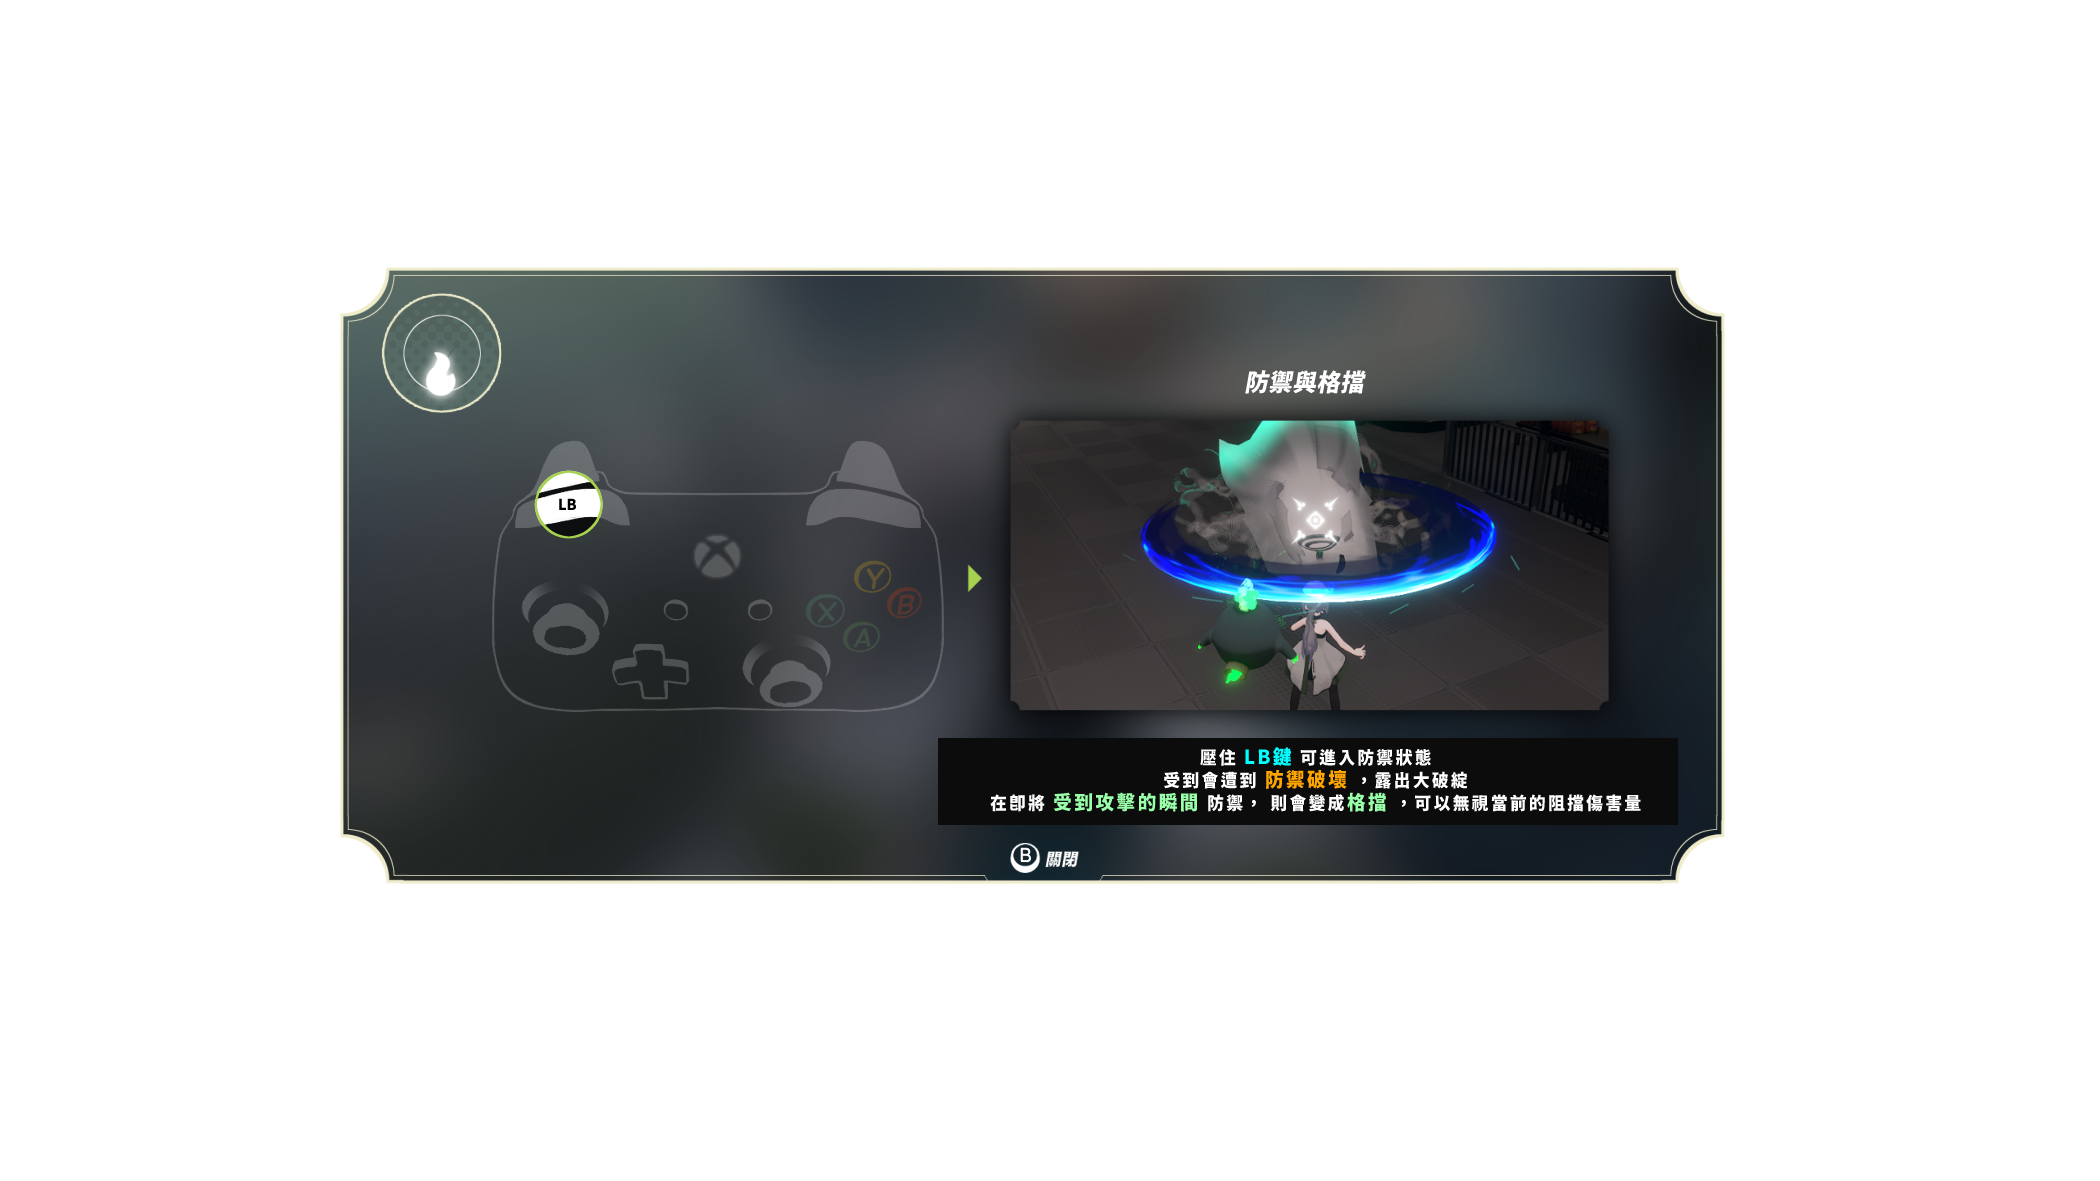 防禦與格擋
LB
Y
X
B
A
壓住 LB鍵 可進入防禦狀態
受到會遭到 防禦破壞 ，露出大破綻
在即將 受到攻擊的瞬間 防禦， 則會變成格擋 ，可以無視當前的阻擋傷害量
B 關閉